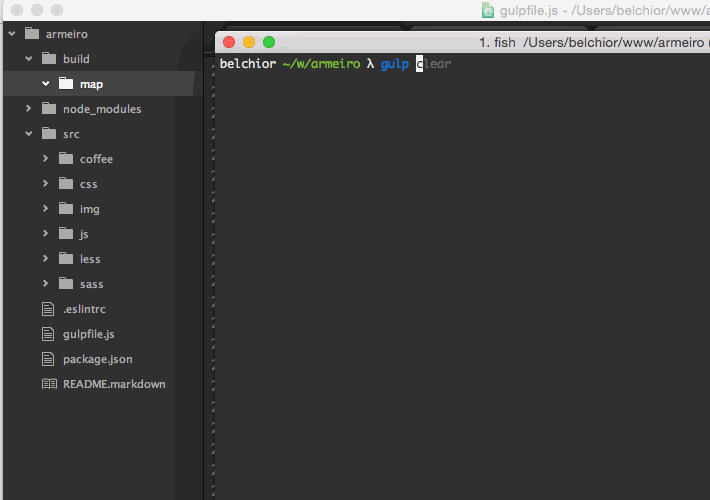 gulpfile.js - /Users/belchior/www/a
armeiro
build
map
node_modules
src
coffee
css
img
js
less
sass
.eslintrc
gulpfile.js
package.json
README.markdown
1. fish /Users/belchior/www/armeiro (
belchior ~/w/armeiro λ gulp clear